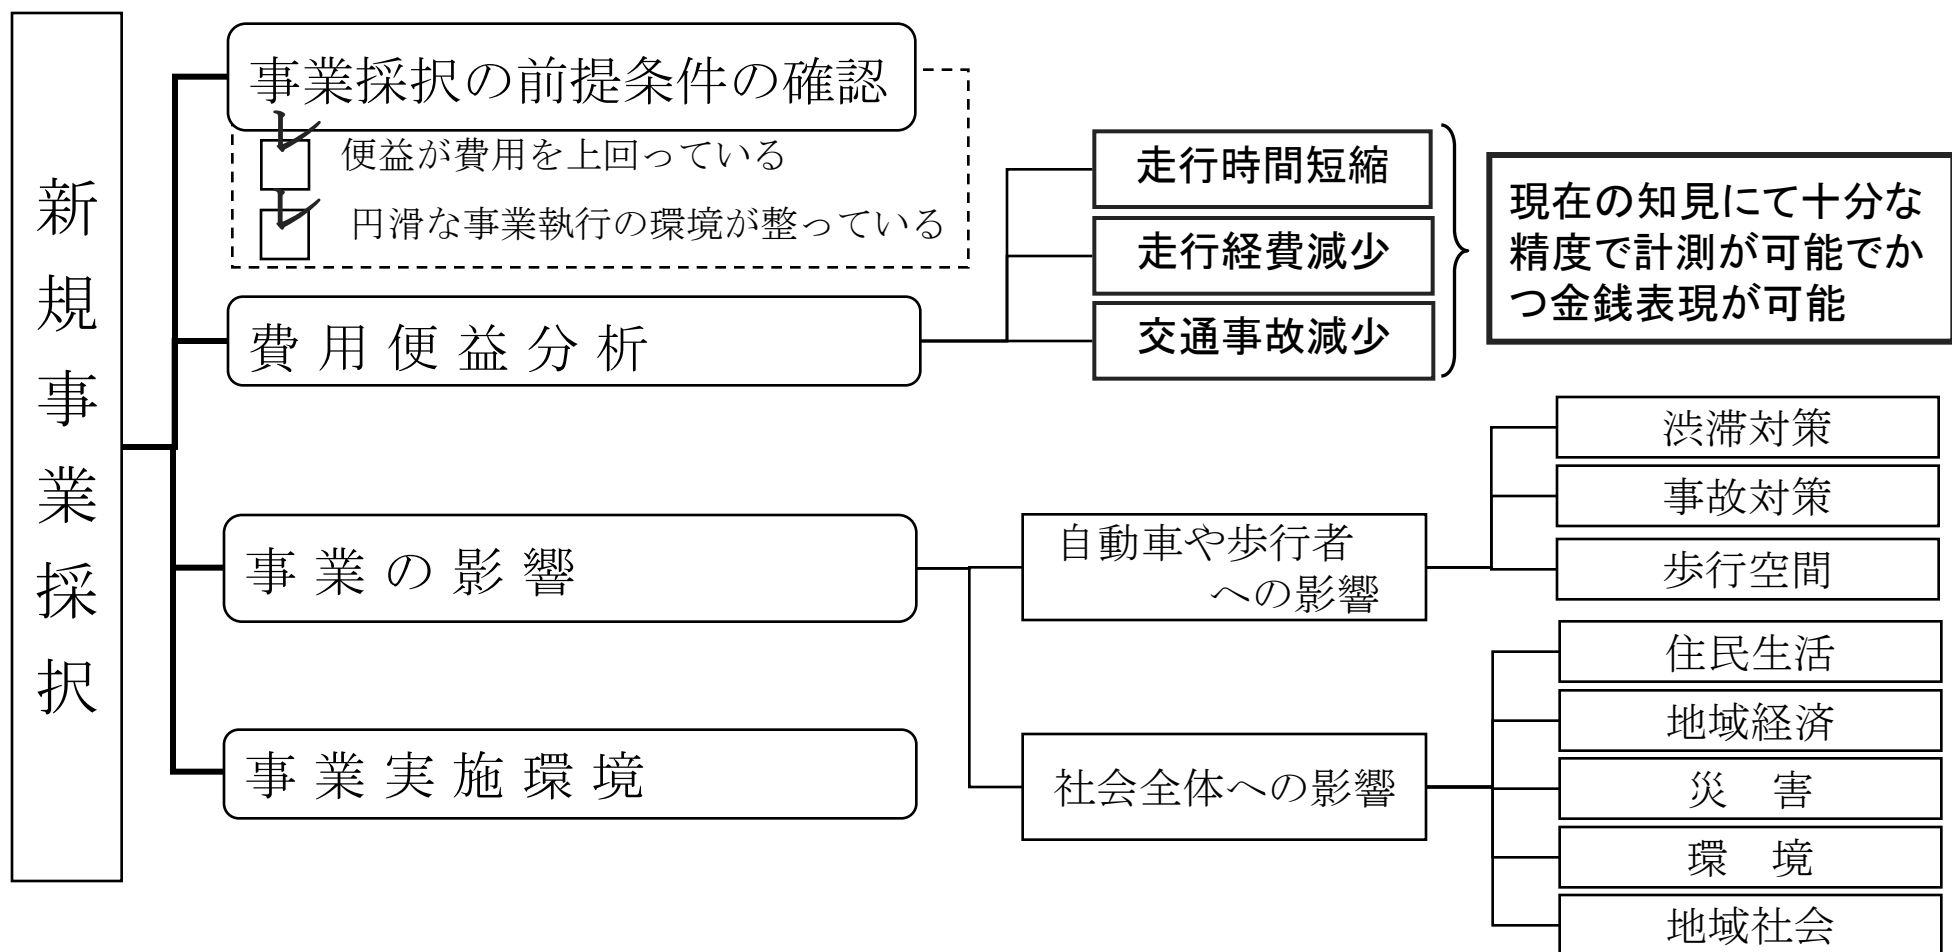 新規事業採択
事業採択の前提条件の確認
便益が費用を上回っている
円滑な事業執行の環境が整っている
費用便益分析
走行時間短縮
走行経費減少
交通事故減少
現在の知見にて十分な
精度で計測が可能でか
つ金銭表現が可能
事業の影響
自動車や歩行者
への影響
渋滞対策
事故対策
歩行空間
社会全体への影響
住民生活
地域経済
災　害
環　境
地域社会
事業実施環境